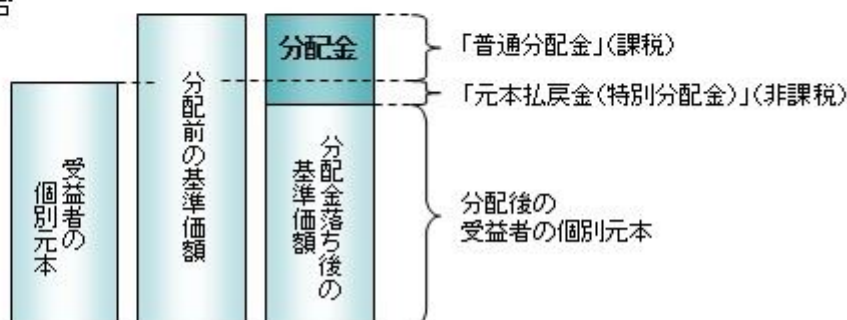 分配金
「普通分配金」(課税)
「元本払戻金(特別分配金)」(非課税)
受益者の
個別元本
分配前の基準価額
分配金落ち後の
基準価額
分配後の
受益者の個別元本